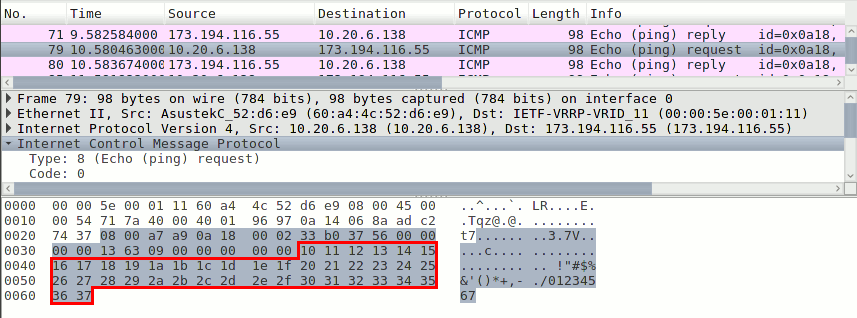 No. Time Source Destination Protocol Length Info
71 9.582584000 173.194.116.55 10.20.6.138 ICMP 98 Echo (ping) reply id=0x0a18,
79 10.580463000 10.20.6.138 173.194.116.55 ICMP 98 Echo (ping) request id=0x0a18,
80 10.583674000 173.194.116.55 10.20.6.138 ICMP 98 Echo (ping) reply id=0x0a18,
Frame 79: 98 bytes on wire (784 bits), 98 bytes captured (784 bits) on interface 0
Ethernet II, Src: AsustekC_52:d6:e9 (60:a4:4c:52:d6:e9), Dst: IETF-VRRP-VRID_11 (00:00:5e:00:01:11)
Internet Protocol Version 4, Src: 10.20.6.138 (10.20.6.138), Dst: 173.194.116.55 (173.194.116.55)
Internet Control Message Protocol
Type: 8 (Echo (ping) request)
Code: 0
0000 00 00 5e 00 01 11 60 a4 4c 52 d6 e9 08 00 45 00 ..^...`. LR....E.
0010 00 54 71 7a 40 00 40 01 96 97 0a 14 06 8a ad c2 .Tqz@.@. ........
0020 74 37 08 00 a7 a9 0a 18 00 02 33 b0 37 56 00 00 t7...... ..3.7V..
0030 00 00 13 63 09 00 00 00 00 00 10 11 12 13 14 15 ...c.... ........
0040 16 17 18 19 1a 1b 1c 1d 1e 1f 20 21 22 23 24 25 ........ .. !"#$%
0050 26 27 28 29 2a 2b 2c 2d 2e 2f 30 31 32 33 34 35 &'()*+,- ./012345
0060 36 37 67